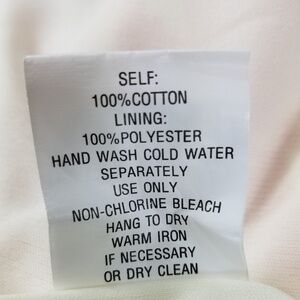 SELF:
100%COTTON
LINING:
100%POLYESTER
HAND WASH COLD WATER
SEPARATELY
USE ONLY
NON-CHLORINE BLEACH
HANG TO DRY
WARM IRON
IF NECESSARY
OR DRY CLEAN